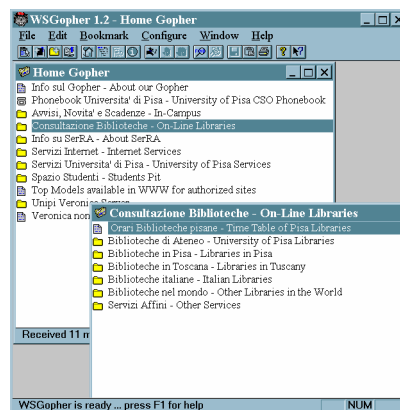 WSGopher 1.2 - Home Gopher
File Edit Bookmark Configure Window Help
Home Gopher
Info sul Gopher - About our Gopher
Phonebook Universita' di Pisa - University of Pisa CSO Phonebook
Avvisi, Novita' e Scadenze - In-Campus
Consultazione Biblioteche - On-Line Libraries
Info su SerRA - About SerRA
Servizi Internet - Internet Services
Servizi Universita' di Pisa - University of Pisa Services
Spazio Studenti - Students Pit
Top Models available in WWW for authorized sites
Unipi Veronica Server
Veronica non
Consultazione Biblioteche - On-Line Libraries
Orari Biblioteche pisane - Time Table of Pisa Libraries
Biblioteche di Ateneo - University of Pisa Libraries
Biblioteche in Pisa - Libraries in Pisa
Biblioteche in Toscana - Libraries in Tuscany
Biblioteche italiane - Italian Libraries
Biblioteche nel mondo - Other Libraries in the World
Servizi Affini - Other Services
Received 11
WSGopher is ready ... press F1 for help NUM